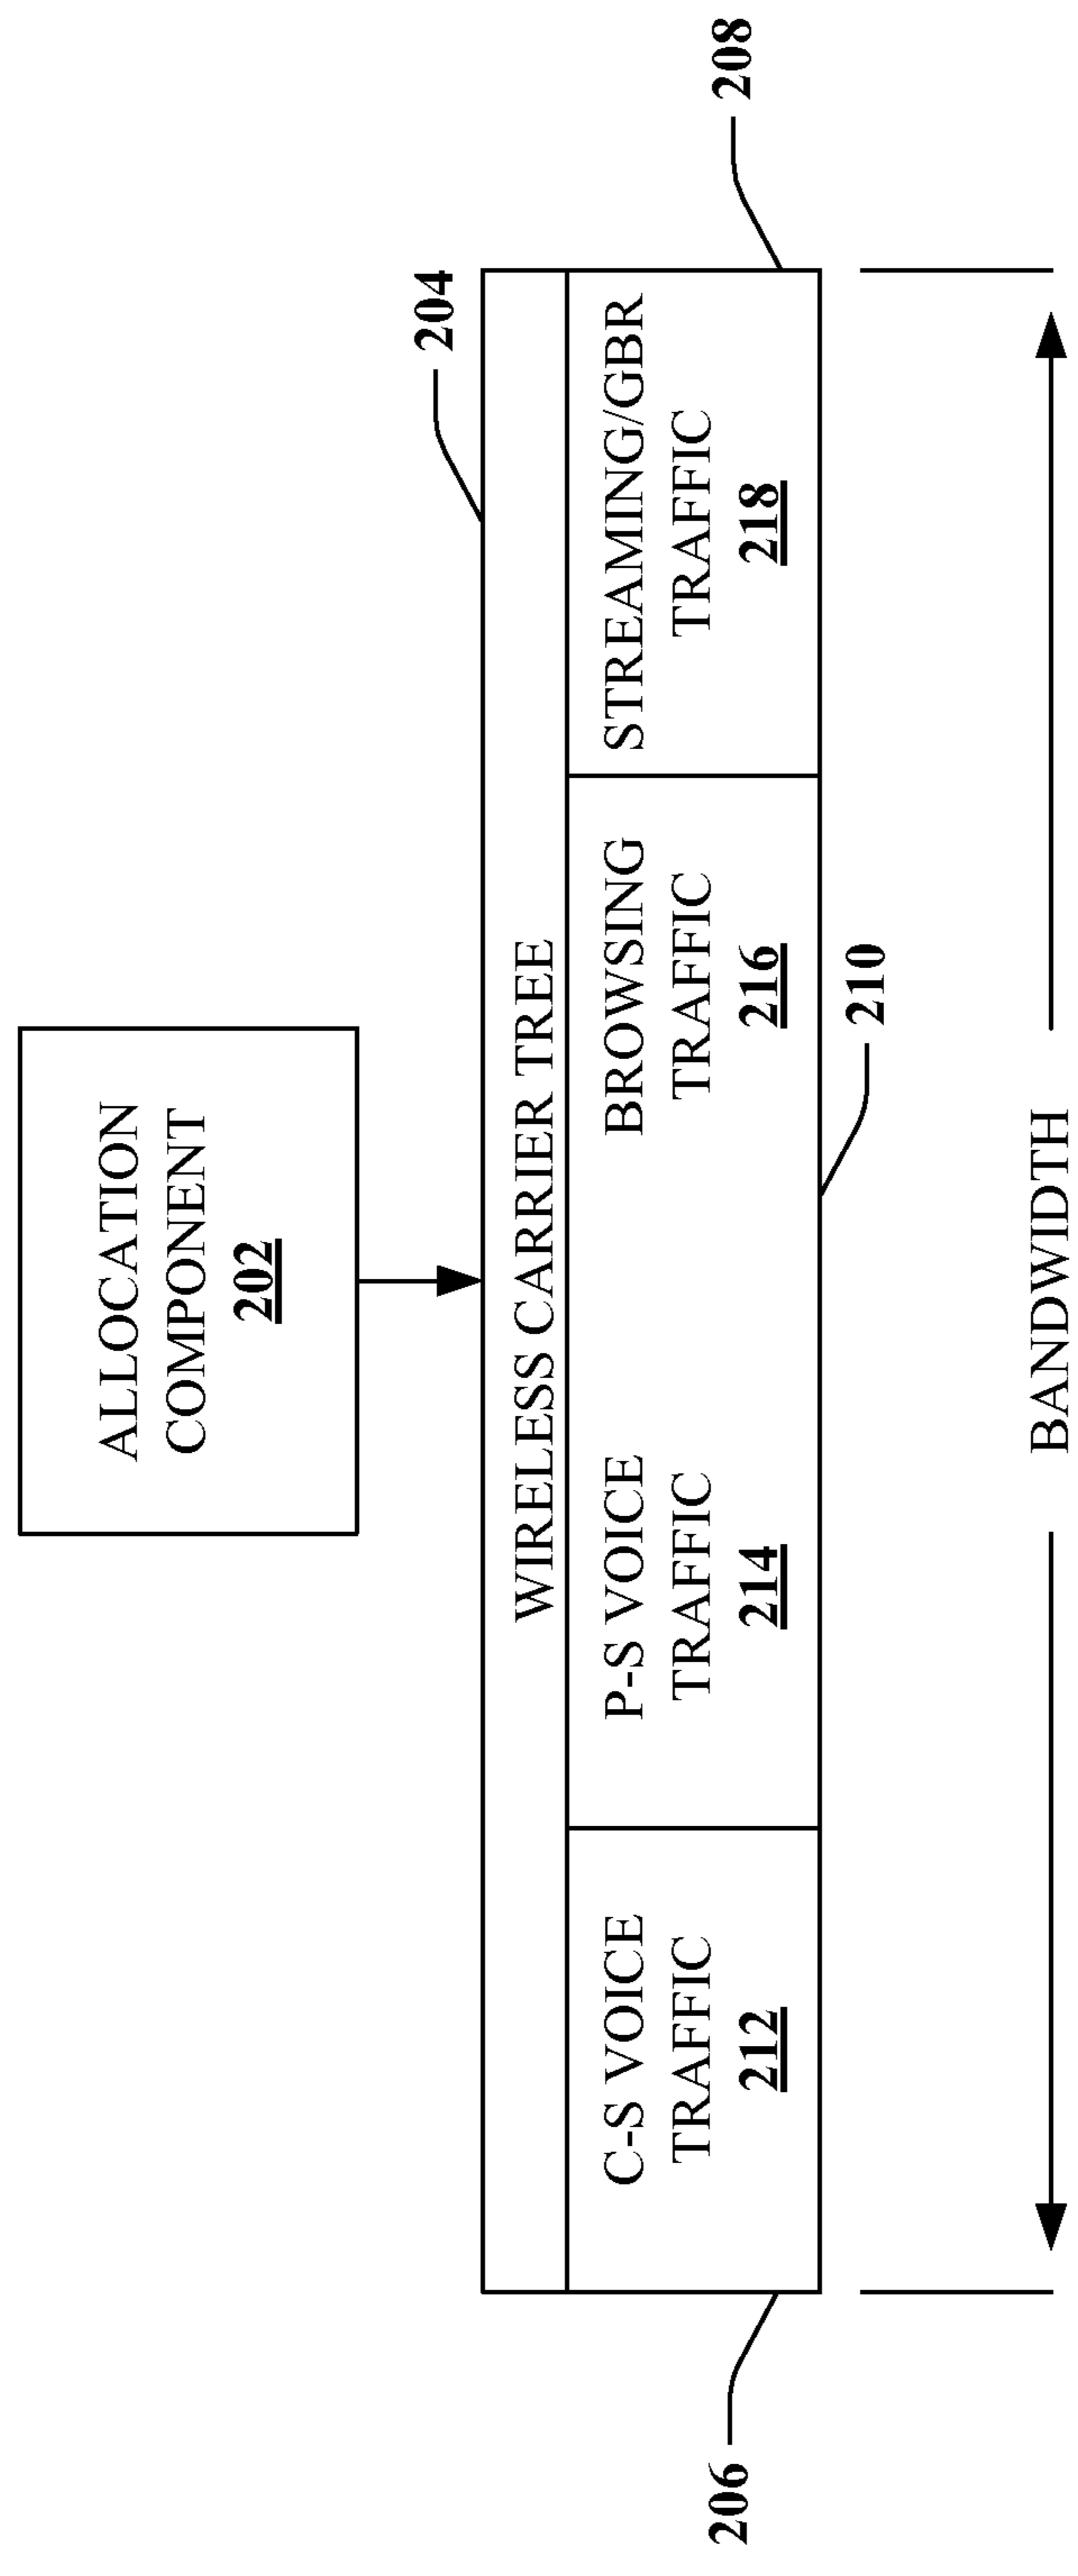 ALLOCATION
COMPONENT
202
204
WIRELESS CARRIER TREE
C-S VOICE
TRAFFIC
212
P-S VOICE
TRAFFIC
214
BROWSING
TRAFFIC
216
STREAMING/GBR
TRAFFIC
218
206
208
210
BANDWIDTH